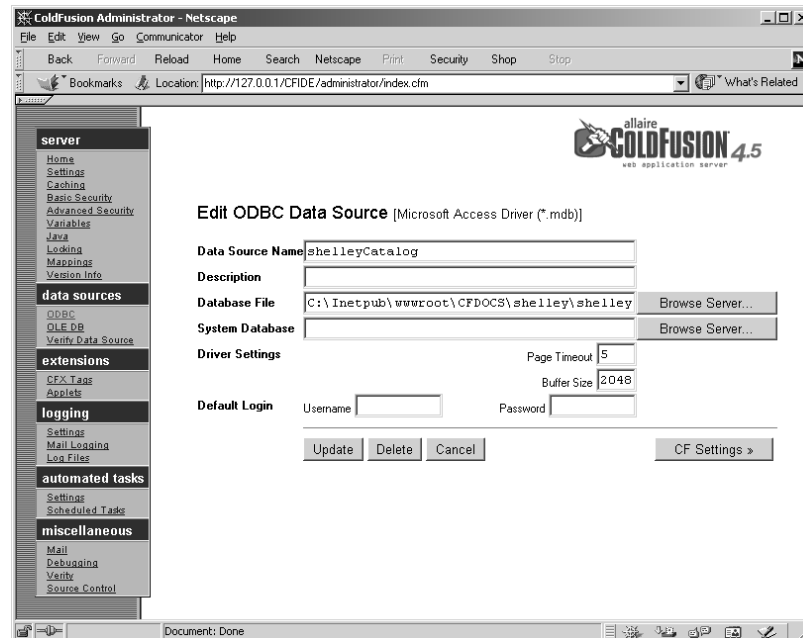 ColdFusion Administrator - Netscape
File Edit View Go Communicator Help
Back Forward Reload Home Search Netscape Print Security Shop Stop
Bookmarks Location: http://127.0.0.1/CFIDE/administrator/index.cfm What's Related
server
Home
Settings
Caching
Basic Security
Advanced Security
Variables
Java
Locking
Mappings
Version Info
data sources
ODBC
OLE DB
Verify Data Source
extensions
CFX Tags
Applets
logging
Settings
Mail Logging
Log Files
automated tasks
Settings
Scheduled Tasks
miscellaneous
Mail
Debugging
Verity
Source Control
allaire
COLDFUSION 4.5
web application server
Edit ODBC Data Source [Microsoft Access Driver (*.mdb)]
Data Source Name shelleyCatalog
Description
Database File C:\Inetpub\wwwroot\CFDOCS\shelley\shelley Browse Server...
System Database Browse Server...
Driver Settings Page Timeout 5
Buffer Size 2048
Default Login Username Password
Update Delete Cancel CF Settings »
Document: Done